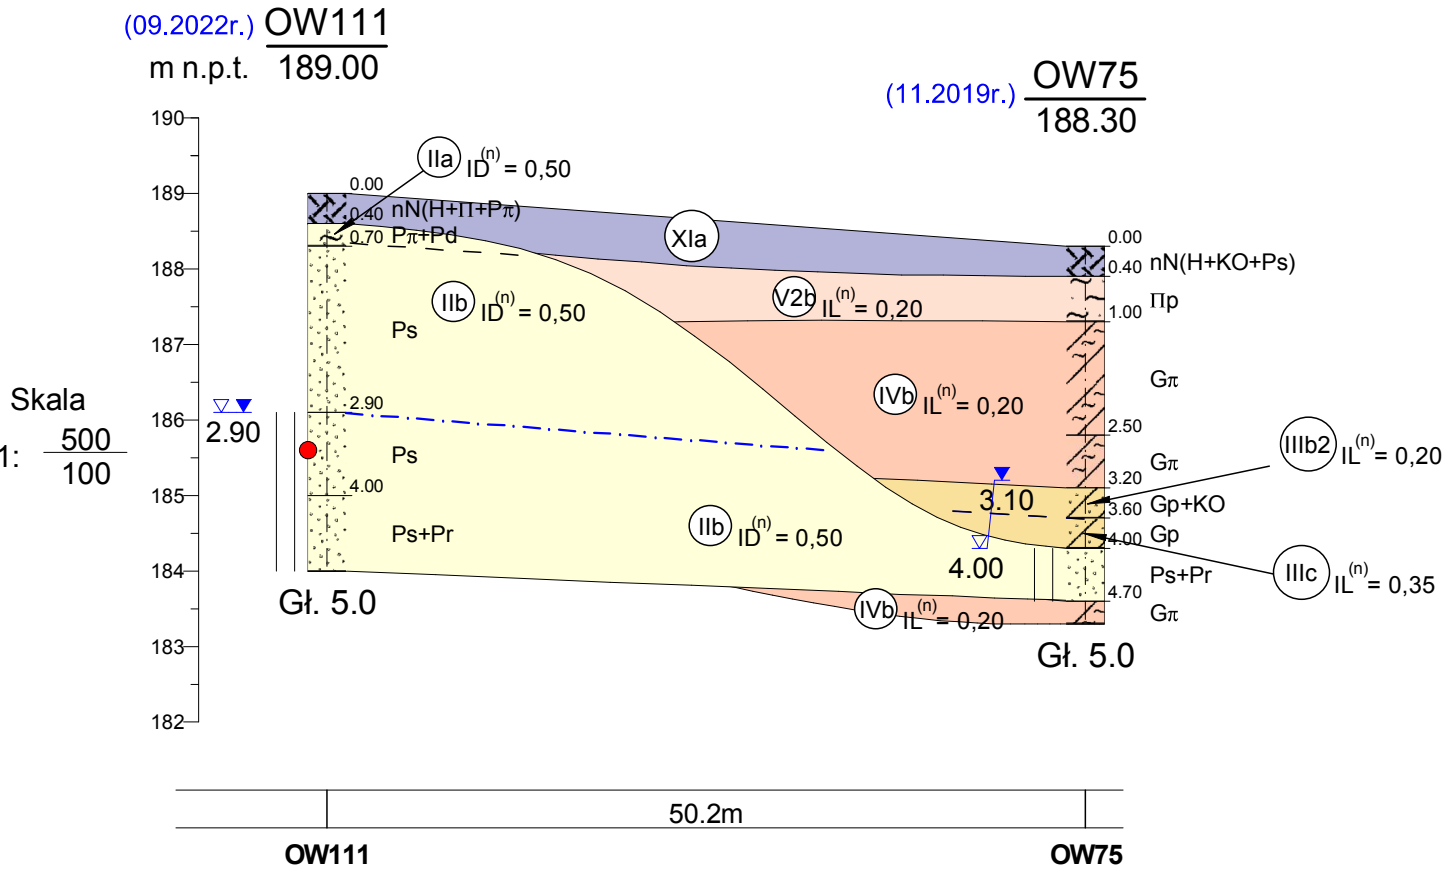 (09.2022r.) OW111
m n.p.t. 189.00
(11.2019r.) OW75
188.30
190
189
188
187
186
185
184
183
182
Skala
1: 500
100
IIa ID(n) = 0,50
0.00
0.40 nN(H+Π+Pπ)
0.70 Pπ+Pd
XIa
IIb ID(n) = 0,50
Ps
V2b IL(n) = 0,20
IVb IL(n) = 0,20
2.90
2.90
Ps
4.00
Ps+Pr
IIb ID(n) = 0,50
3.10
4.00
IVb IL(n) = 0,20
Gł. 5.0
0.00
0.40 nN(H+KO+Ps)
Πp
1.00
Gπ
2.50
Gπ
3.20
Gp+KO
3.60
4.00 Gp
Ps+Pr
4.70
Gπ
Gł. 5.0
IIIb2 IL(n) = 0,20
IIIc IL(n) = 0,35
50.2m
OW111
OW75